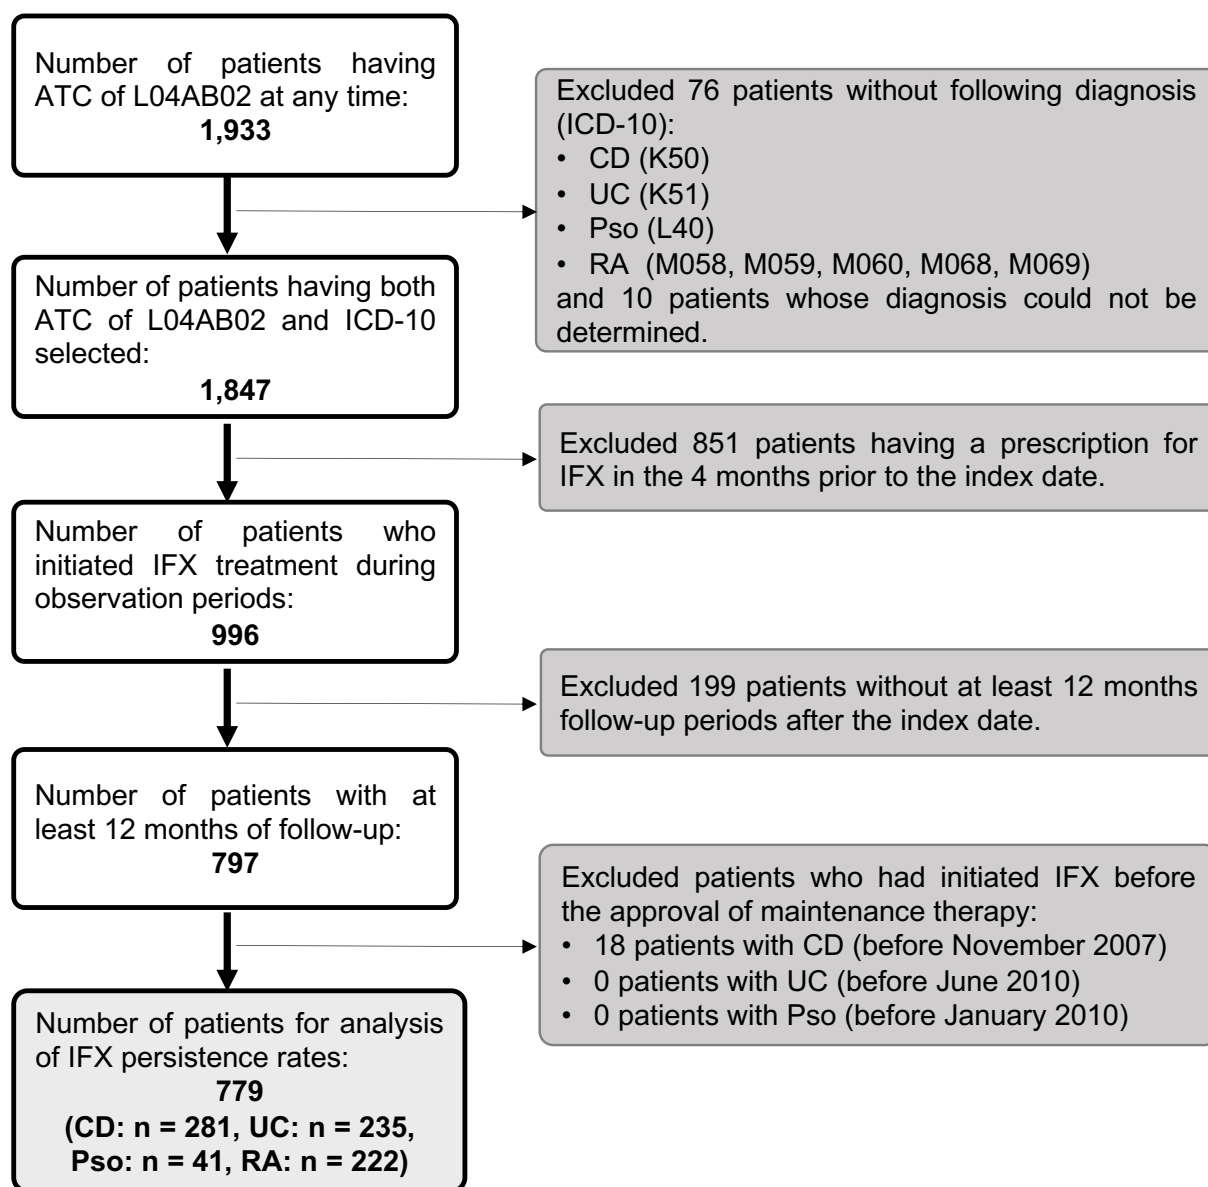 Number of patients having
ATC of L04AB02 at any time:
1,933
Excluded 76 patients without following diagnosis
(ICD-10):
• CD (K50)
• UC (K51)
• Pso (L40)
• RA (M058, M059, M060, M068, M069)
and 10 patients whose diagnosis could not be
determined.
Number of patients having both
ATC of L04AB02 and ICD-10
selected:
1,847
Excluded 851 patients having a prescription for
IFX in the 4 months prior to the index date.
Number of patients who
initiated IFX treatment during
observation periods:
996
Excluded 199 patients without at least 12 months
follow-up periods after the index date.
Number of patients with at
least 12 months of follow-up:
797
Excluded patients who had initiated IFX before
the approval of maintenance therapy:
• 18 patients with CD (before November 2007)
• 0 patients with UC (before June 2010)
• 0 patients with Pso (before January 2010)
Number of patients for analysis
of IFX persistence rates:
779
(CD: n = 281, UC: n = 235,
Pso: n = 41, RA: n = 222)